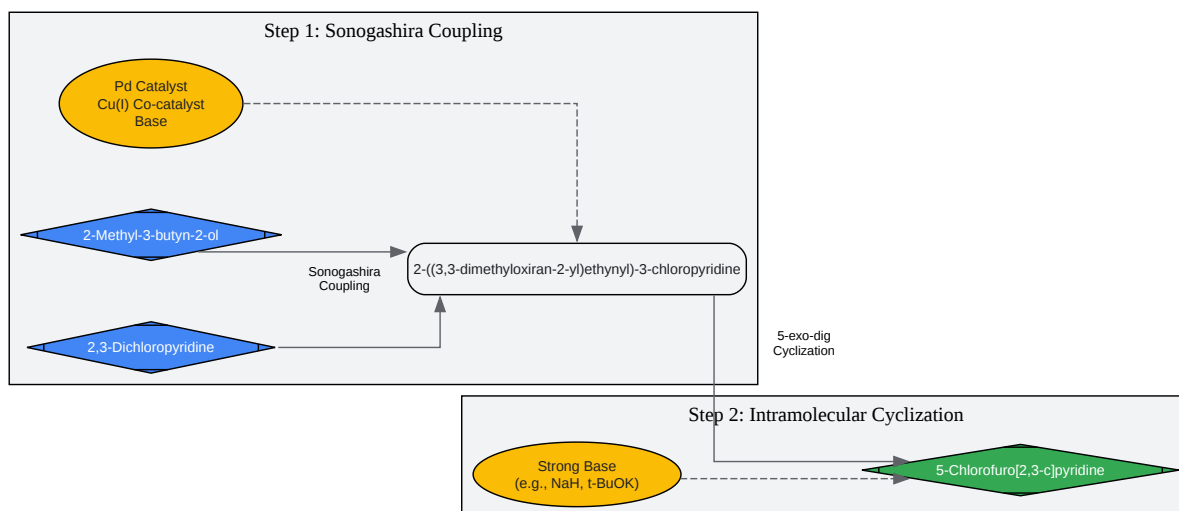 Step 1: Sonogashira Coupling
Pd Catalyst
Cu(I) Co-catalyst
Base
2-Methyl-3-butyn-2-ol
Sonogashira
Coupling
2-((3,3-dimethyloxiran-2-yl)ethynyl)-3-chloropyridine
2,3-Dichloropyridine
5-exo-dig
Cyclization
Step 2: Intramolecular Cyclization
Strong Base
(e.g., NaH, t-BuOK)
5-Chlorofuro[2,3-c]pyridine